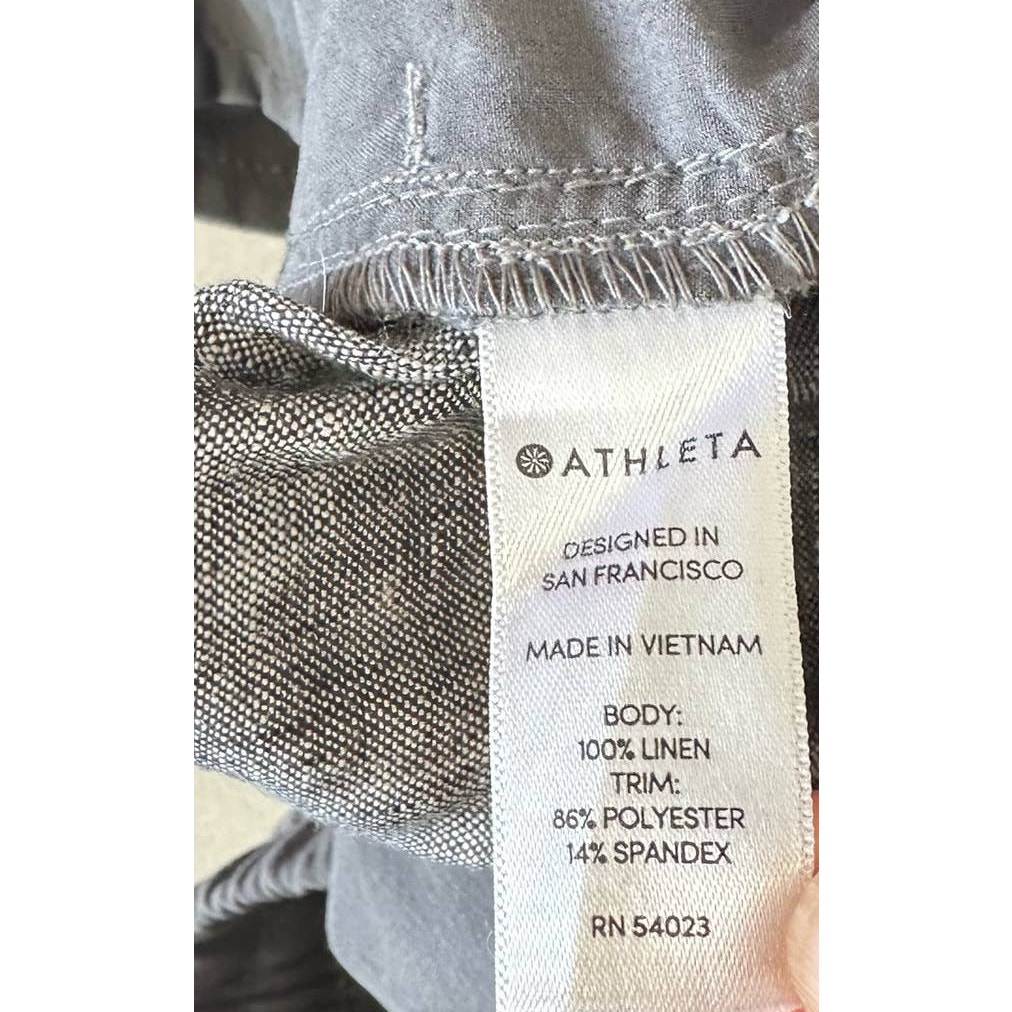 ATHLETA
DESIGNED IN
SAN FRANCISCO
MADE IN VIETNAM
BODY:
100% LINEN
TRIM:
86% POLYESTER
14% SPANDEX
RN 54023